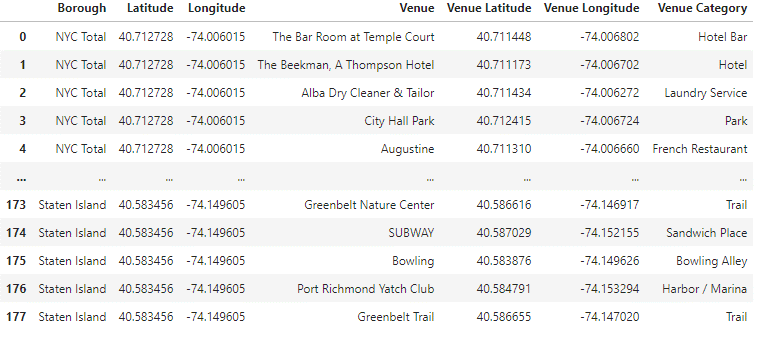 Borough Latitude Longitude Venue Venue Latitude Venue Longitude Venue Category
0 NYC Total 40.712728 -74.006015 The Bar Room at Temple Court 40.711448 -74.006802 Hotel Bar
1 NYC Total 40.712728 -74.006015 The Beekman, A Thompson Hotel 40.711173 -74.006702 Hotel
2 NYC Total 40.712728 -74.006015 Alba Dry Cleaner & Tailor 40.711434 -74.006272 Laundry Service
3 NYC Total 40.712728 -74.006015 City Hall Park 40.712415 -74.006724 Park
4 NYC Total 40.712728 -74.006015 Augustine 40.711310 -74.006660 French Restaurant
... ... ... ... ... ... ... ...
173 Staten Island 40.583456 -74.149605 Greenbelt Nature Center 40.586616 -74.146917 Trail
174 Staten Island 40.583456 -74.149605 SUBWAY 40.587029 -74.152155 Sandwich Place
175 Staten Island 40.583456 -74.149605 Bowling 40.583876 -74.149626 Bowling Alley
176 Staten Island 40.583456 -74.149605 Port Richmond Yatch Club 40.584791 -74.153294 Harbor / Marina
177 Staten Island 40.583456 -74.149605 Greenbelt Trail 40.586655 -74.147020 Trail